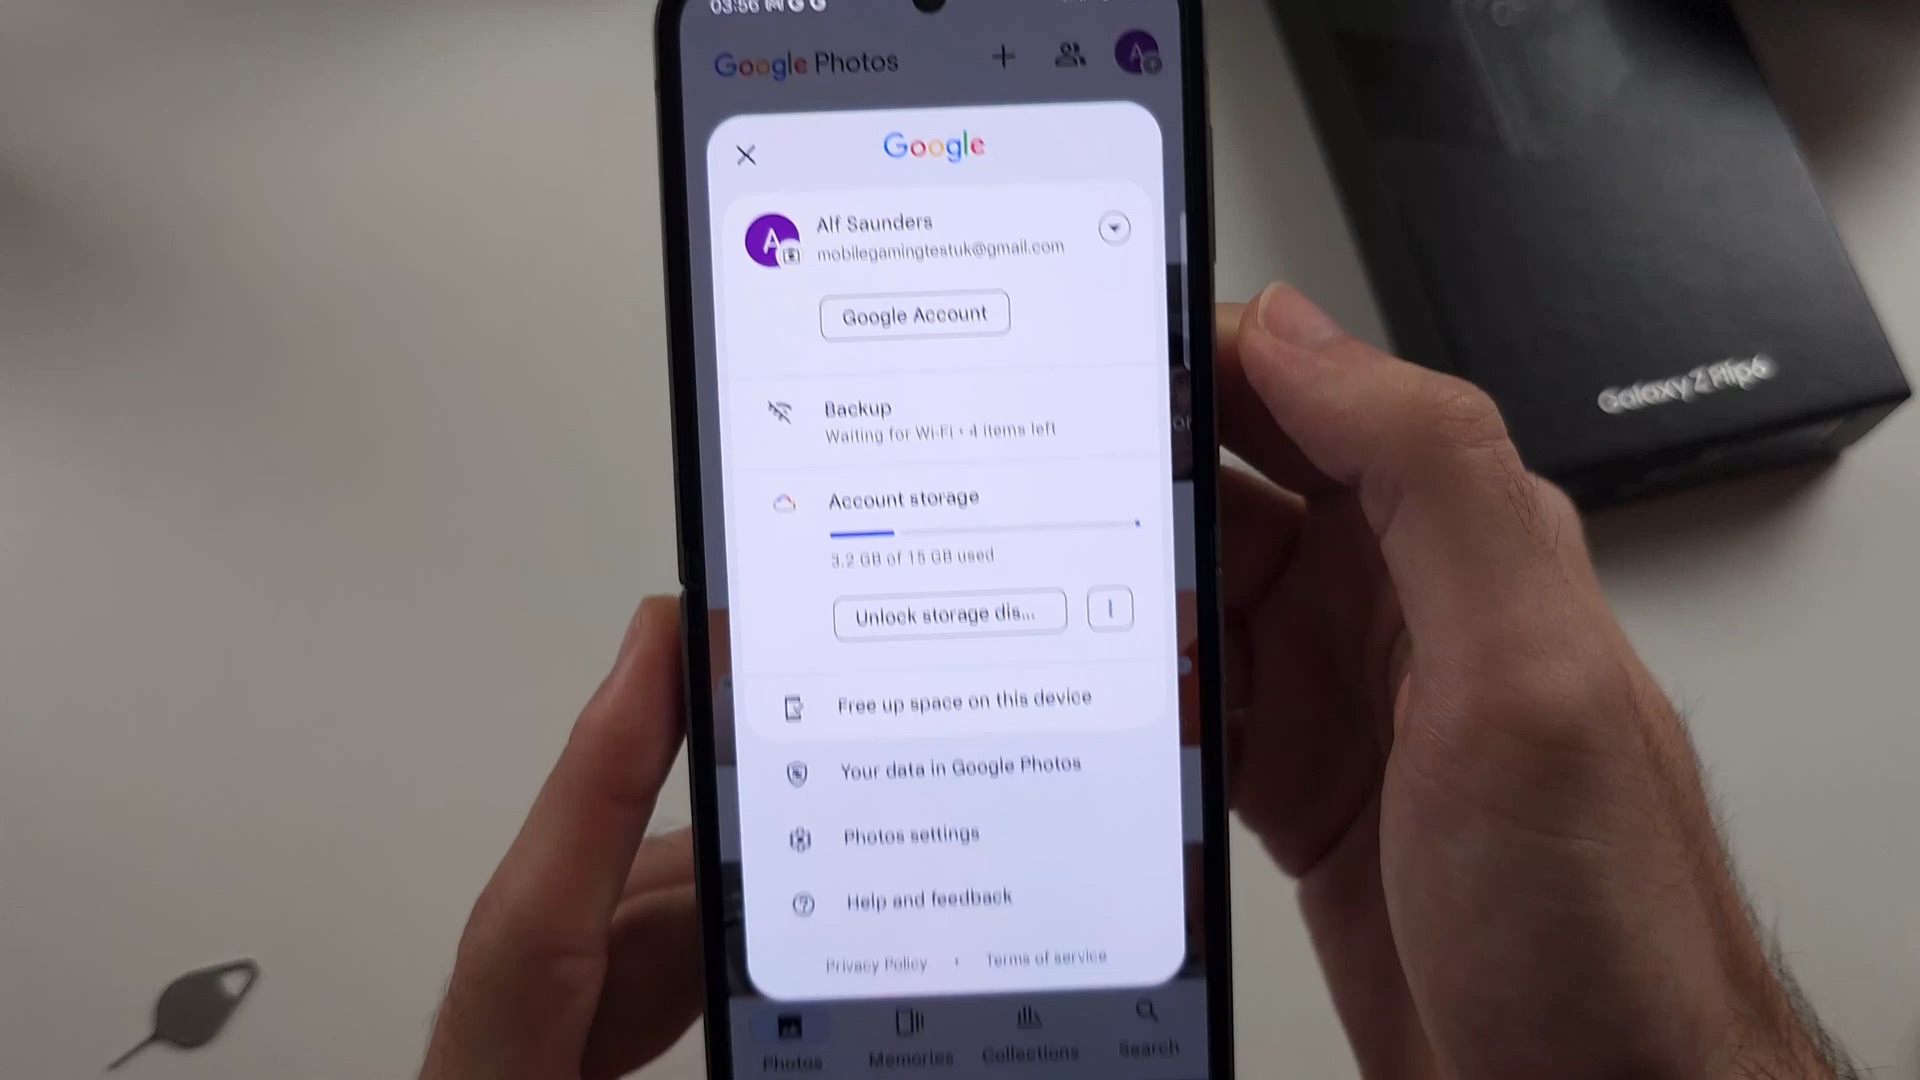 03:56
Google Photos
A
Google
Alf Saunders
A
mobilegamingtestuk@gmail.com
Google Account
Galaxy Z Flip6
Backup
Waiting for Wi-Fi • 4 items left
Account storage
3.2 GB of 15 GB used
Unlock storage dis...
Free up space on this device
Your data in Google Photos
Photos settings
Help and feedback
Privacy Policy • Terms of service
Photos
Memories
Collections
Search